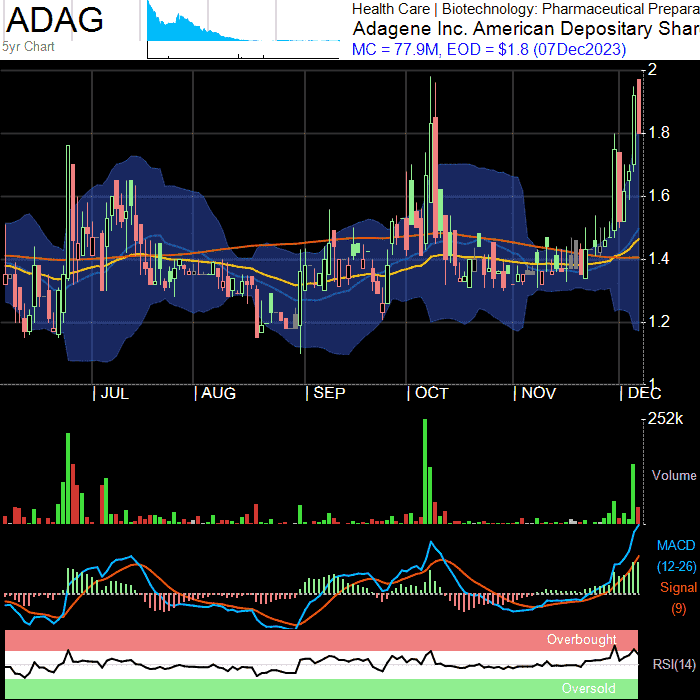 ADAG
5yr Chart
Health Care | Biotechnology: Pharmaceutical Prepara
Adagene Inc. American Depositary Shar
MC = 77.9M, EOD = $1.8 (07Dec2023)
2
1.8
1.6
1.4
1.2
1
| JUL | AUG | SEP | OCT | NOV | DEC
252k
Volume
MACD
(12-26)
Signal
(9)
Overbought
RSI(14)
Oversold